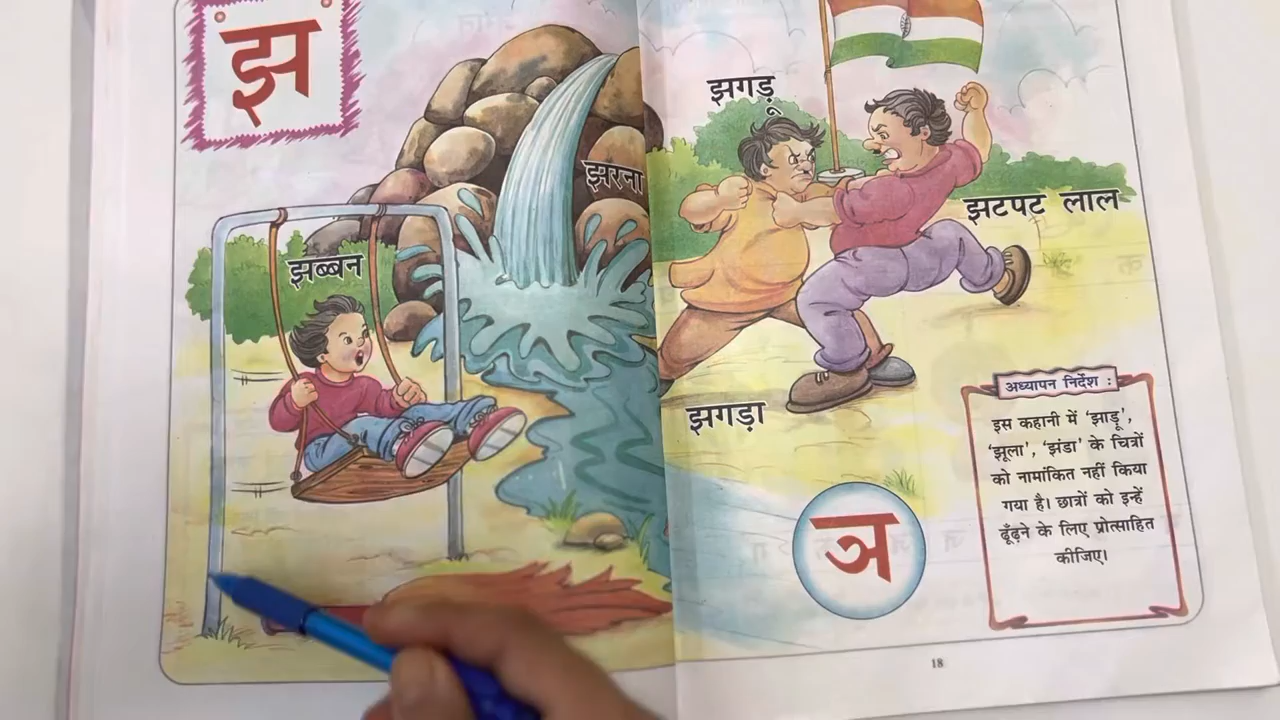 झ
झरना
झब्बन
झगड़ू
झटपट लाल
झगड़ा
अध्यापन निर्देश :
इस कहानी में ‘झाड़ू’,
‘झूला’, ‘झंडा’ के चित्रों
को नामांकित नहीं किया
गया है। छात्रों को इन्हें
ढूँढ़ने के लिए प्रोत्साहित
कीजिए।
ञ
18